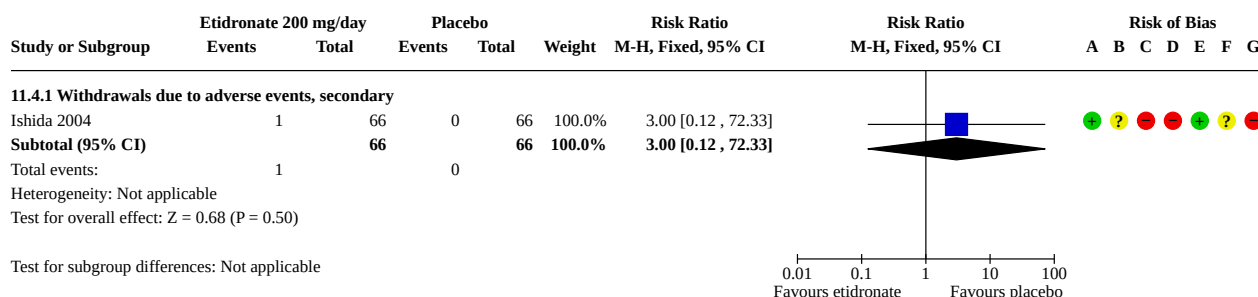 Etidronate 200 mg/day Placebo Risk Ratio Risk Ratio Risk of Bias
Study or Subgroup Events Total Events Total Weight M-H, Fixed, 95% CI M-H, Fixed, 95% CI A B C D E F G
11.4.1 Withdrawals due to adverse events, secondary
Ishida 2004 1 66 0 66 100.0% 3.00 [0.12 , 72.33] + ? − − + ? −
Subtotal (95% CI) 66 66 100.0% 3.00 [0.12 , 72.33]
Total events: 1 0
Heterogeneity: Not applicable
Test for overall effect: Z = 0.68 (P = 0.50)
Test for subgroup differences: Not applicable
0.01 0.1 1 10 100
Favours etidronate Favours placebo